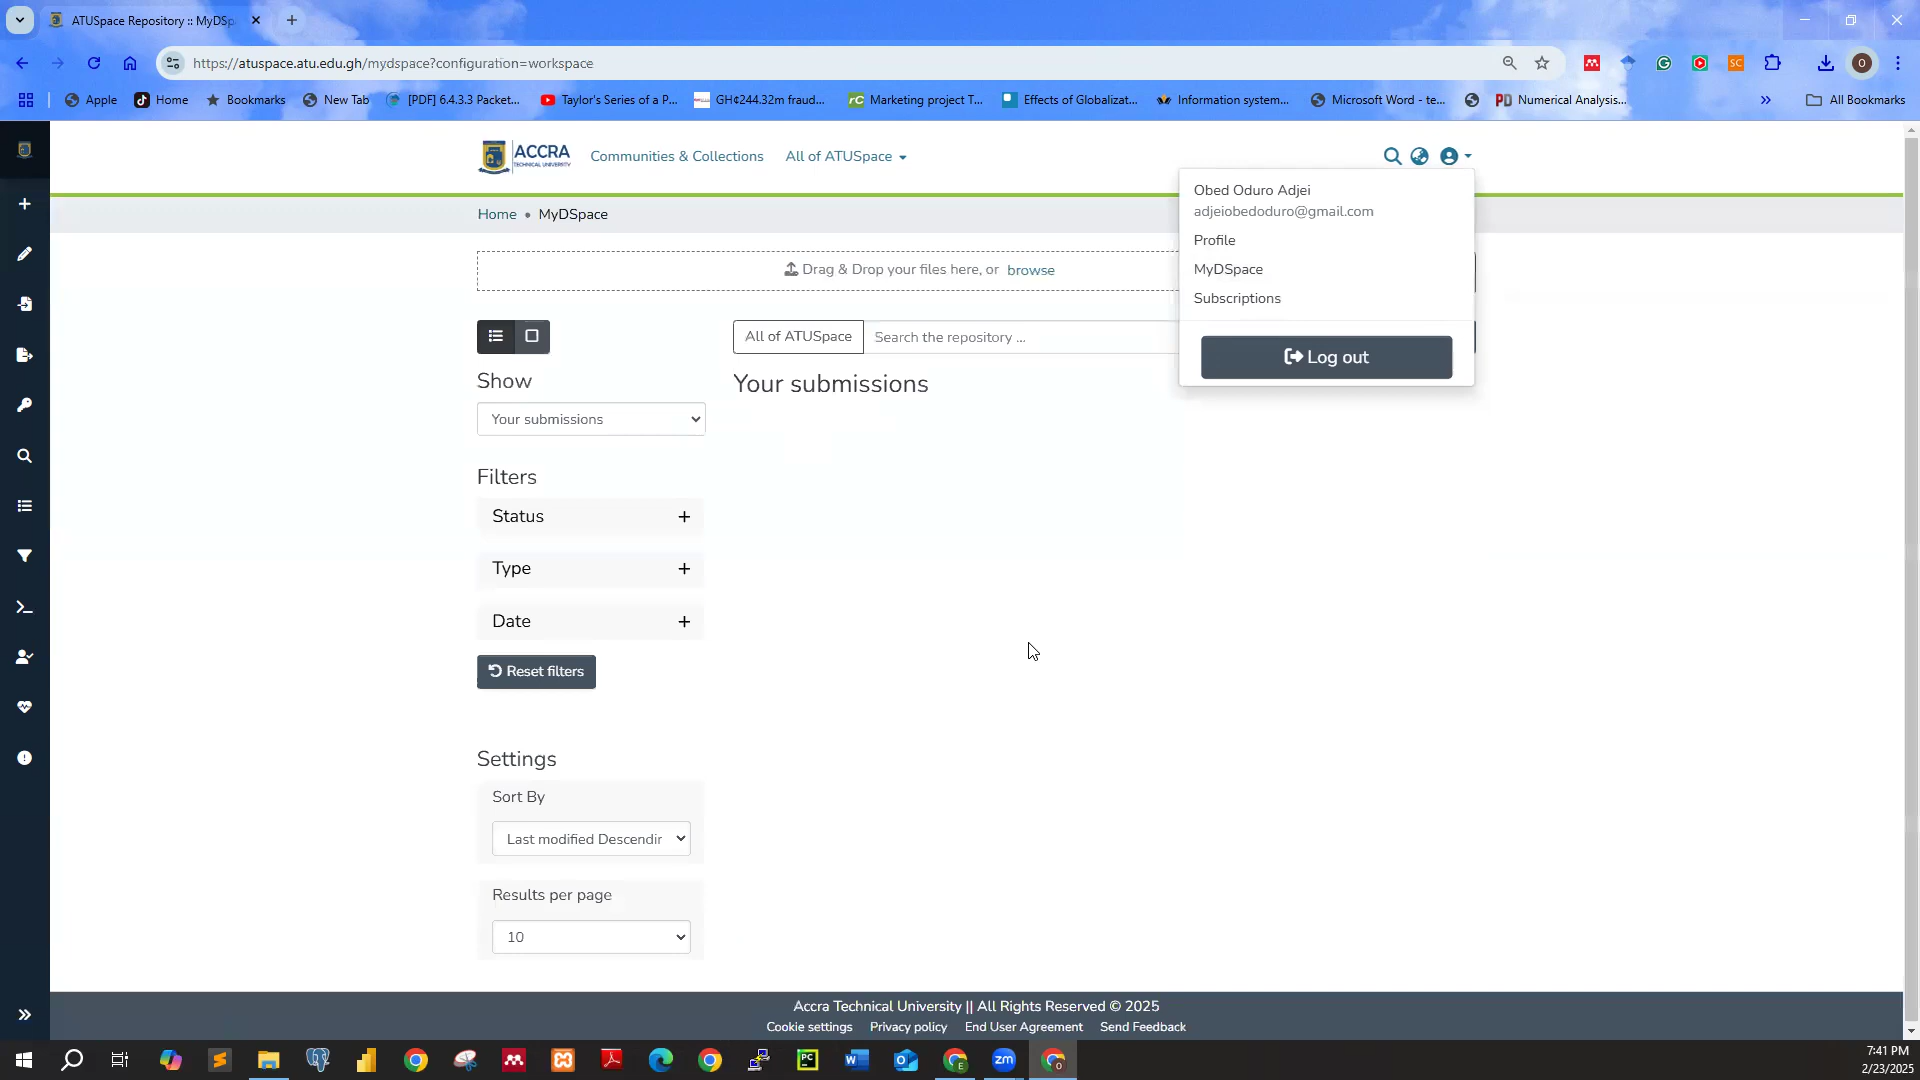 ATUSpace Repository :: MyDSp
https://atuspace.atu.edu.gh/mydspace?configuration=workspace
Apple
Home
Bookmarks
New Tab
[PDF] 6.4.3.3 Packet...
Taylor's Series of a P...
GH¢244.32m fraud...
rC Marketing project T...
Effects of Globalizat...
Information system...
Microsoft Word - te...
PD Numerical Analysis...
All Bookmarks
ACCRA
TECHNICAL UNIVERSITY
Communities & Collections
All of ATUSpace
Obed Oduro Adjei
adjeiobedoduro@gmail.com
Profile
MyDSpace
Subscriptions
Log out
Home • MyDSpace
Drag & Drop your files here, or browse
All of ATUSpace
Search the repository ...
Show
Your submissions
Your submissions
Filters
Status
Type
Date
Reset filters
Settings
Sort By
Last modified Descendir
Results per page
10
Accra Technical University || All Rights Reserved © 2025
Cookie settings
Privacy policy
End User Agreement
Send Feedback
7:41 PM
2/23/2025